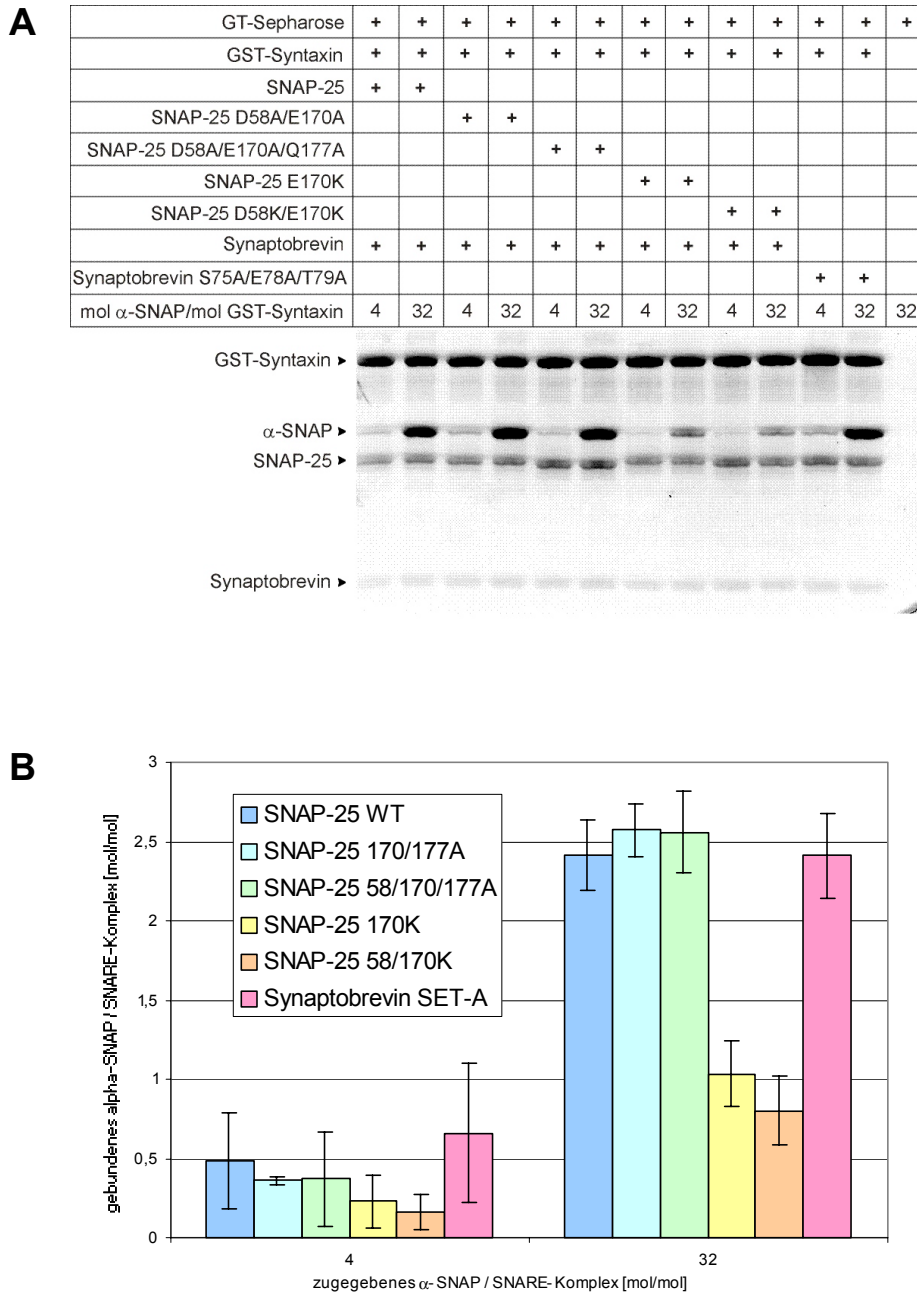 A
GT-Sepharose + + + + + + + + + + + + +
GST-Syntaxin + + + + + + + + + + + +
SNAP-25 + +
SNAP-25 D58A/E170A + +
SNAP-25 D58A/E170A/Q177A + +
SNAP-25 E170K + +
SNAP-25 D58K/E170K + +
Synaptobrevin + + + + + + + + + +
Synaptobrevin S75A/E78A/T79A + +
mol α-SNAP/mol GST-Syntaxin 4 32 4 32 4 32 4 32 4 32 4 32 32
GST-Syntaxin
α-SNAP
SNAP-25
Synaptobrevin
B
gebundenes alpha-SNAP / SNARE-Komplex [mol/mol]
3
2,5
2
1,5
1
0,5
0
SNAP-25 WT
SNAP-25 170/177A
SNAP-25 58/170/177A
SNAP-25 170K
SNAP-25 58/170K
Synaptobrevin SET-A
4 32
zugegebenes α-SNAP / SNARE-Komplex [mol/mol]